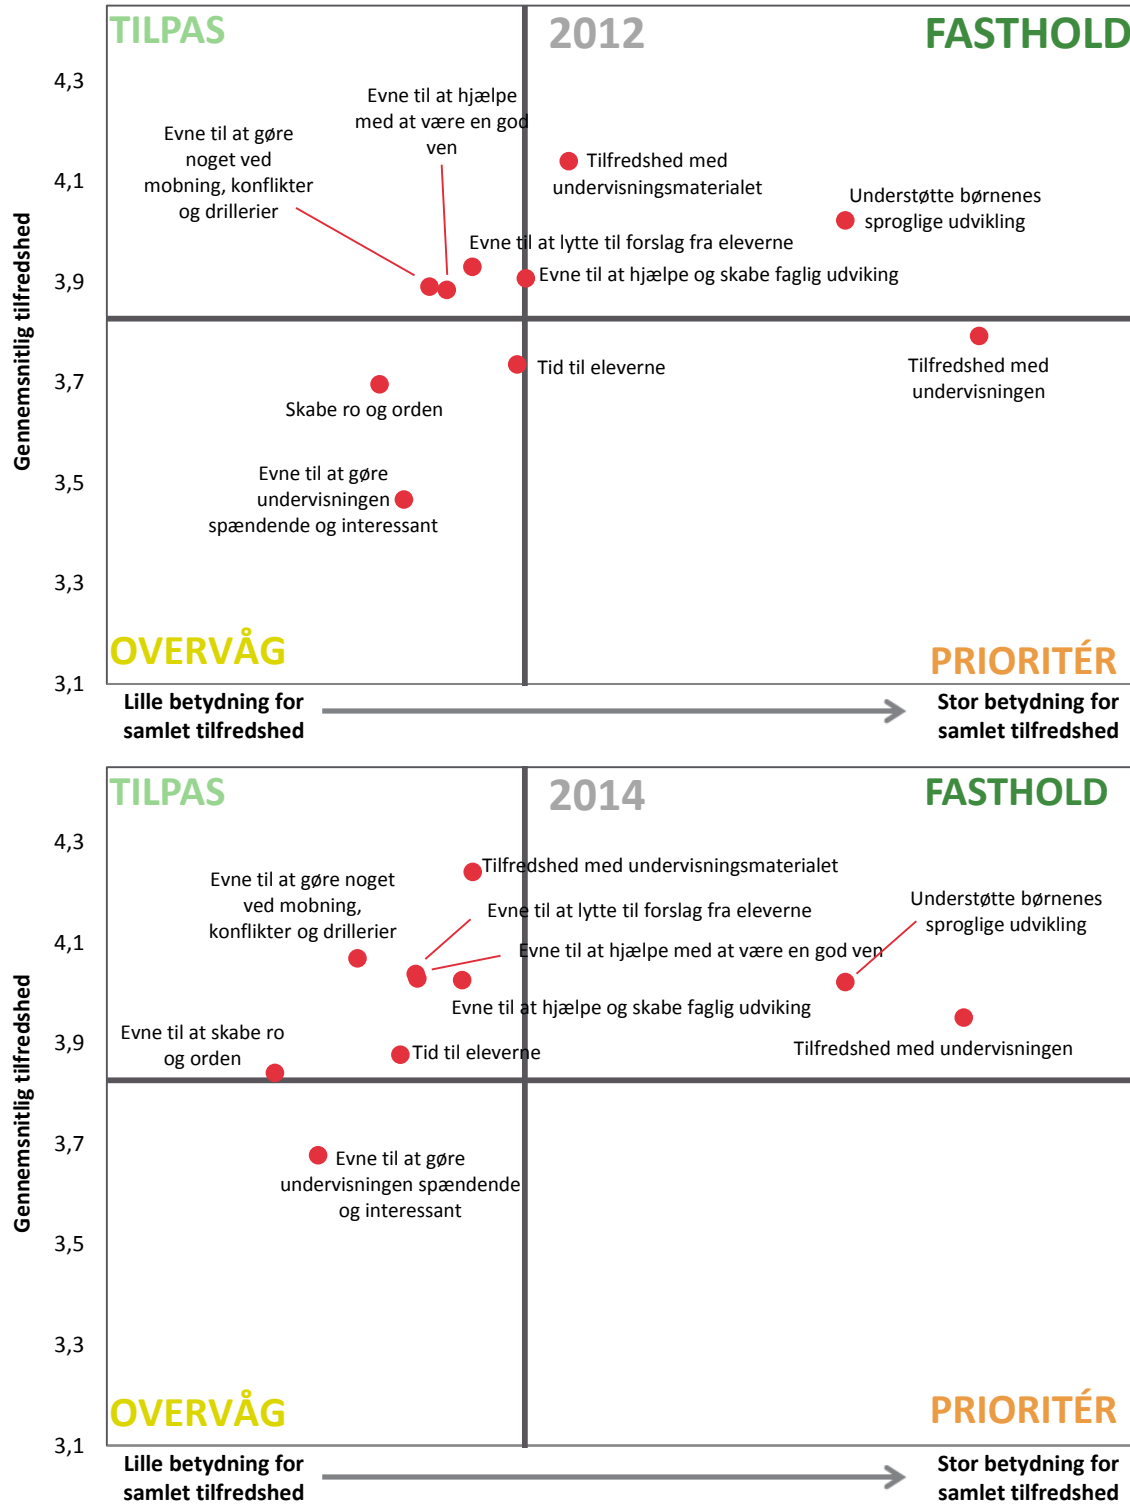 TILPAS
2012
FASTHOLD
4,3
4,1
3,9
3,7
3,5
3,3
3,1
Gennemsnitlig tilfredshed
Evne til at gøre
noget ved
mobning, konflikter
og drillerier
Evne til at hjælpe
med at være en god
ven
Tilfredshed med
undervisningsmaterialet
Understøtte børnenes
sproglige udvikling
Evne til at lytte til forslag fra eleverne
Evne til at hjælpe og skabe faglig udviking
Tid til eleverne
Tilfredshed med
undervisningen
Skabe ro og orden
Evne til at gøre
undervisningen
spændende og interessant
OVERVÅG
PRIORITÉR
Lille betydning for
samlet tilfredshed
Stor betydning for
samlet tilfredshed
TILPAS
2014
FASTHOLD
4,3
4,1
3,9
3,7
3,5
3,3
3,1
Gennemsnitlig tilfredshed
Tilfredshed med undervisningsmaterialet
Evne til at gøre noget
ved mobning,
konflikter og drillerier
Evne til at lytte til forslag fra eleverne
Understøtte børnenes
sproglige udvikling
Evne til at hjælpe med at være en god ven
Evne til at hjælpe og skabe faglig udviking
Evne til at skabe ro
og orden
Tid til eleverne
Tilfredshed med undervisningen
Evne til at gøre
undervisningen spændende
og interessant
OVERVÅG
PRIORITÉR
Lille betydning for
samlet tilfredshed
Stor betydning for
samlet tilfredshed